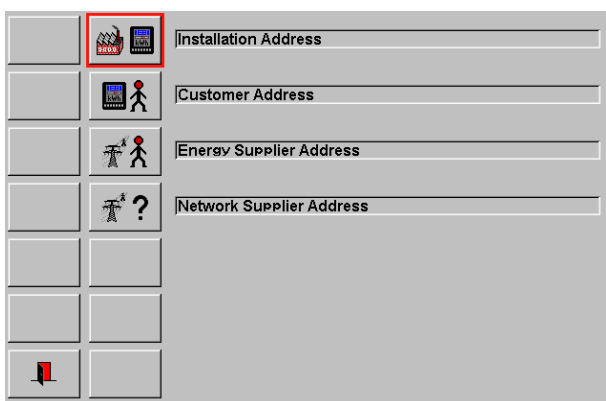 Installation Address
Customer Address
Energy Supplier Address
?
Network Supplier Address